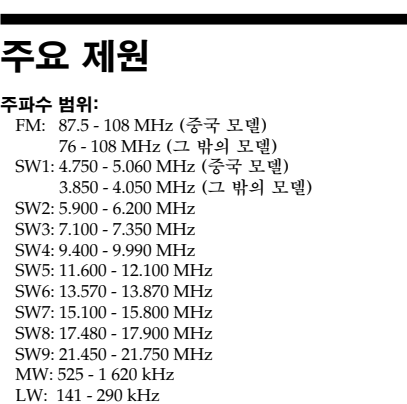 주요 제원
주파수 범위:
FM: 87.5 - 108 MHz (중국 모델)
76 - 108 MHz (그 밖의 모델)
SW1: 4.750 - 5.060 MHz (중국 모델)
3.850 - 4.050 MHz (그 밖의 모델)
SW2: 5.900 - 6.200 MHz
SW3: 7.100 - 7.350 MHz
SW4: 9.400 - 9.990 MHz
SW5: 11.600 - 12.100 MHz
SW6: 13.570 - 13.870 MHz
SW7: 15.100 - 15.800 MHz
SW8: 17.480 - 17.900 MHz
SW9: 21.450 - 21.750 MHz
MW: 525 - 1 620 kHz
LW: 141 - 290 kHz